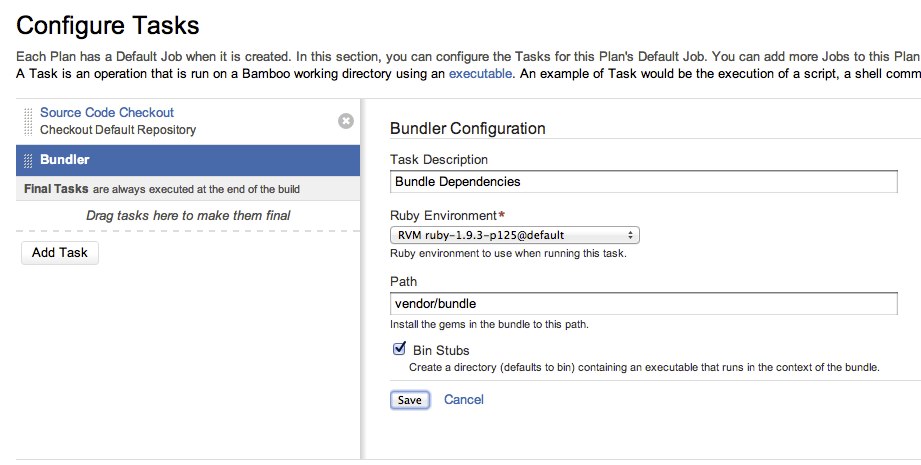 Configure Tasks
Each Plan has a Default Job when it is created. In this section, you can configure the Tasks for this Plan's Default Job. You can add more Jobs to this Plan
A Task is an operation that is run on a Bamboo working directory using an executable. An example of Task would be the execution of a script, a shell comm
Source Code Checkout
Checkout Default Repository
Bundler
Final Tasks are always executed at the end of the build
Drag tasks here to make them final
Add Task
Bundler Configuration
Task Description
Bundle Dependencies
Ruby Environment*
RVM ruby-1.9.3-p125@default
Ruby environment to use when running this task.
Path
vendor/bundle
Install the gems in the bundle to this path.
Bin Stubs
Create a directory (defaults to bin) containing an executable that runs in the context of the bundle.
Save Cancel